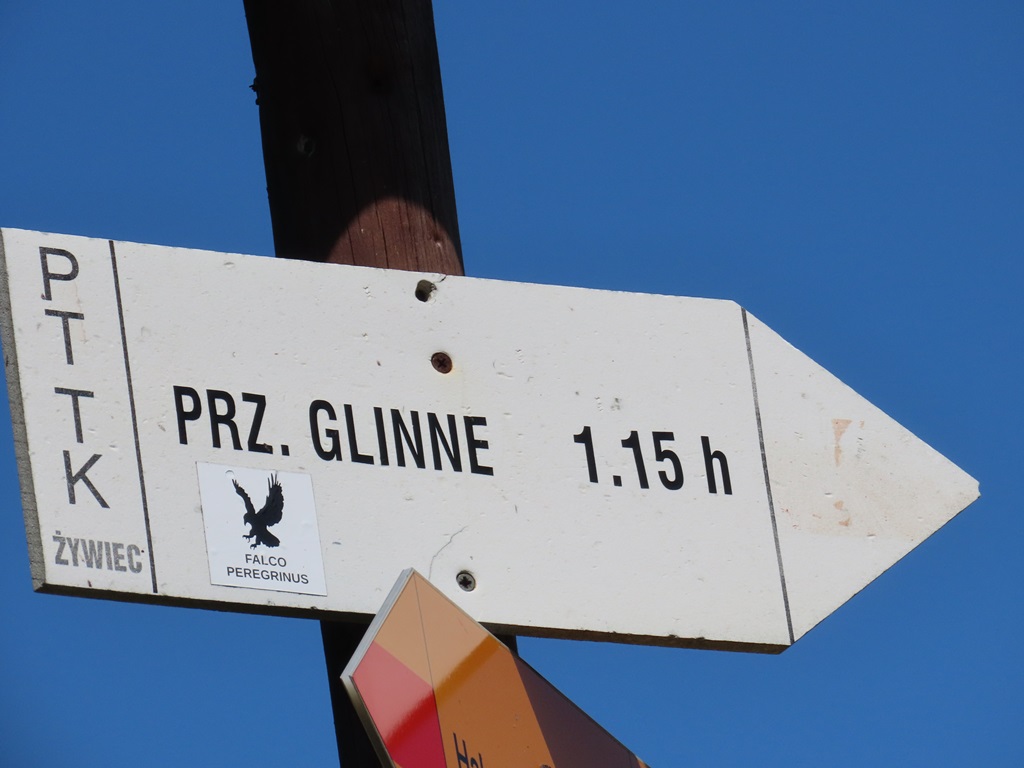 PTTK
ŻYWIEC
PRZ. GLINNE 1.15 h
FALCO
PEREGRINUS